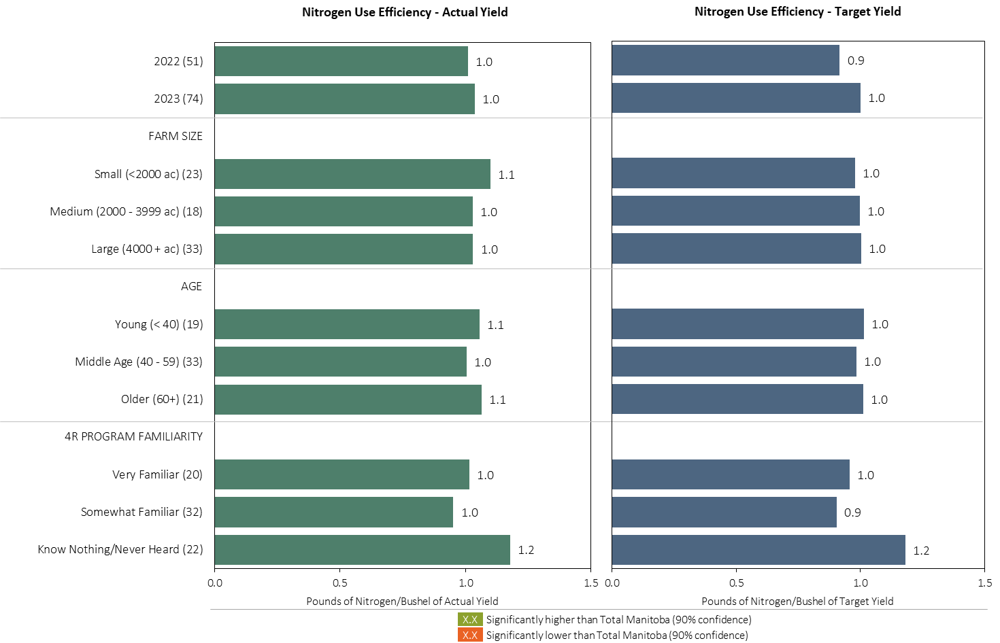 Nitrogen Use Efficiency - Actual Yield
Nitrogen Use Efficiency - Target Yield
2022 (51) 1.0 0.9
2023 (74) 1.0 1.0
FARM SIZE
Small (<2000 ac) (23) 1.1 1.0
Medium (2000 - 3999 ac) (18) 1.0 1.0
Large (4000 + ac) (33) 1.0 1.0
AGE
Young (< 40) (19) 1.1 1.0
Middle Age (40 - 59) (33) 1.0 1.0
Older (60+) (21) 1.1 1.0
4R PROGRAM FAMILIARITY
Very Familiar (20) 1.0 1.0
Somewhat Familiar (32) 1.0 0.9
Know Nothing/Never Heard (22) 1.2 1.2
0.0 0.5 1.0 1.5 0.0 0.5 1.0 1.5
Pounds of Nitrogen/Bushel of Actual Yield
Pounds of Nitrogen/Bushel of Target Yield
X.X Significantly higher than Total Manitoba (90% confidence)
X.X Significantly lower than Total Manitoba (90% confidence)